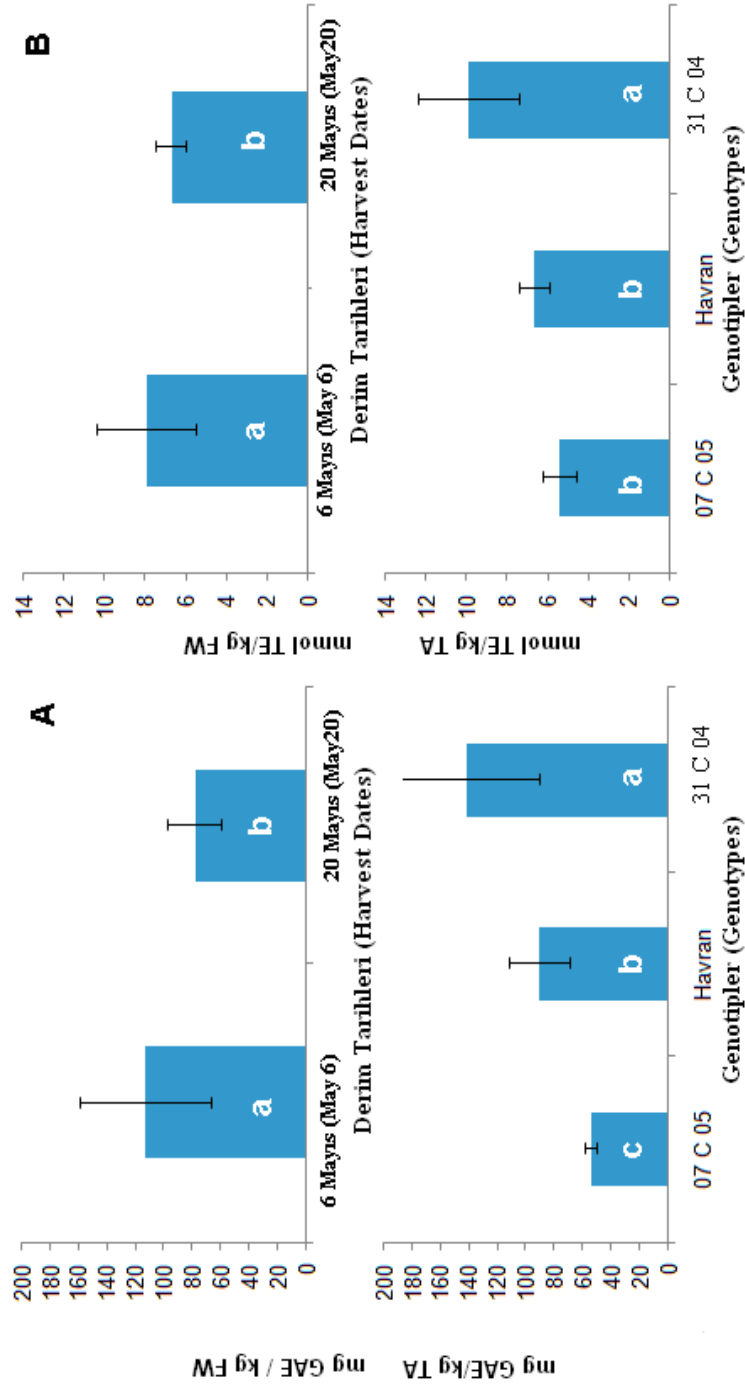 A
mg GAE / kg FW
200
180
160
140
120
100
80
60
40
20
0
a
b
6 Mayıs (May 6)
20 Mayıs (May20)
Derim Tarihleri (Harvest Dates)
mg GAE/kg TA
200
180
160
140
120
100
80
60
40
20
0
c
b
a
07 C 05
Havran
31 C 04
Genotipler (Genotypes)
B
mmol TE/kg FW
14
12
10
8
6
4
2
0
a
b
6 Mayıs (May 6)
20 Mayıs (May20)
Derim Tarihleri (Harvest Dates)
mmol TE/kg TA
14
12
10
8
6
4
2
0
b
b
a
07 C 05
Havran
31 C 04
Genotipler (Genotypes)